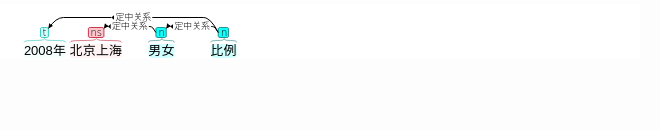 定中关系
定中关系 定中关系
t ns n n
2008年 北京上海 男女 比例